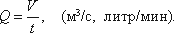 Q = V/t, (м³/с, литр/мин).